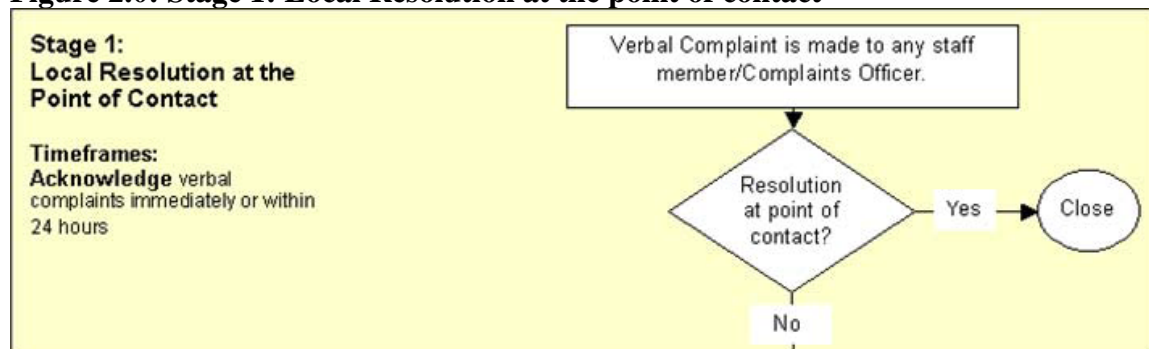 Figure 2.0: Stage 1: Local Resolution at the point of contact
Stage 1:
Local Resolution at the
Point of Contact
Timeframes:
Acknowledge verbal
complaints immediately or within
24 hours
Verbal Complaint is made to any staff
member/Complaints Officer.
Resolution
at point of
contact?
Yes
Close
No